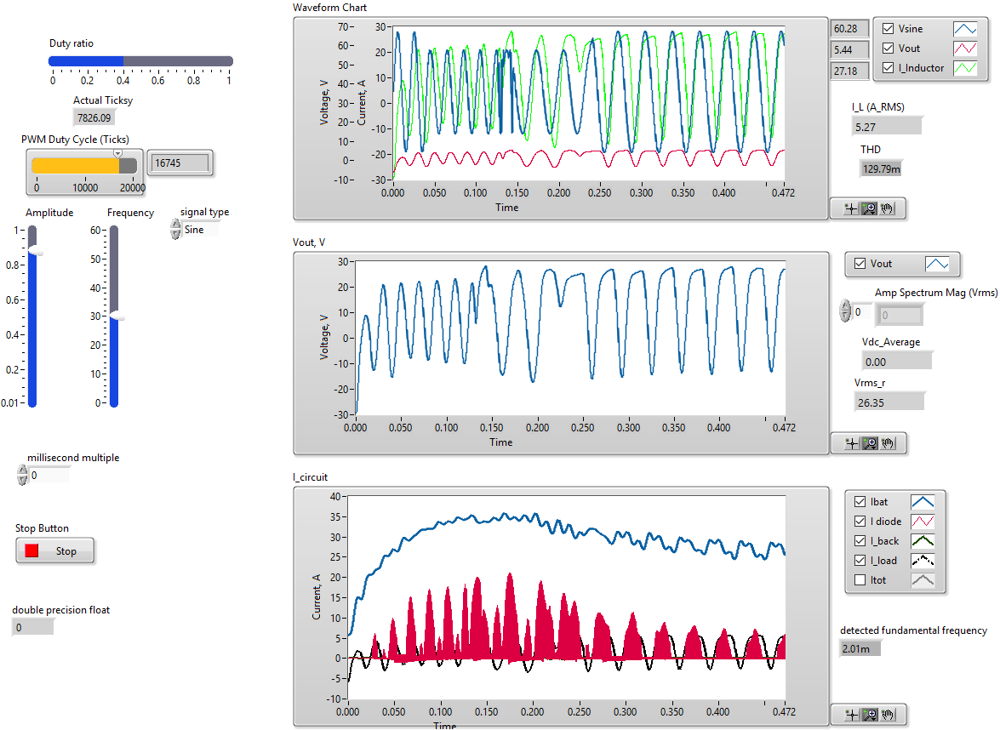 Waveform Chart
Duty ratio
0 0.2 0.4 0.6 0.8 1
Actual Ticksy
7826.09
PWM Duty Cycle (Ticks)
0 10000 20000
16745
Amplitude
1
0.8
0.6
0.4
0.2
0.01
Frequency
60
50
40
30
20
10
0
signal type
Sine
millisecond multiple
0
Stop Button
Stop
double precision float
0
Voltage, V
70
60
50
40
30
20
10
0
-10
Current, A
30
20
10
0
-10
-20
-30
0.000 0.050 0.100 0.150 0.200 0.250 0.300 0.350 0.400 0.472
Time
60.28
5.44
27.18
Vsine
Vout
I_Inductor
I_L (A_RMS)
5.27
THD
129.79m
Vout, V
Voltage, V
30
20
10
0
-10
-20
-30
0.000 0.050 0.100 0.150 0.200 0.250 0.300 0.350 0.400 0.472
Time
Vout
Amp Spectrum Mag (Vrms)
0
0
Vdc_Average
0.00
Vrms_r
26.35
I_circuit
Current, A
40
35
30
25
20
15
10
5
0
-5
-10
0.000 0.050 0.100 0.150 0.200 0.250 0.300 0.350 0.400 0.472
Time
Ibat
I diode
I_back
I_load
Itot
detected fundamental frequency
2.01m